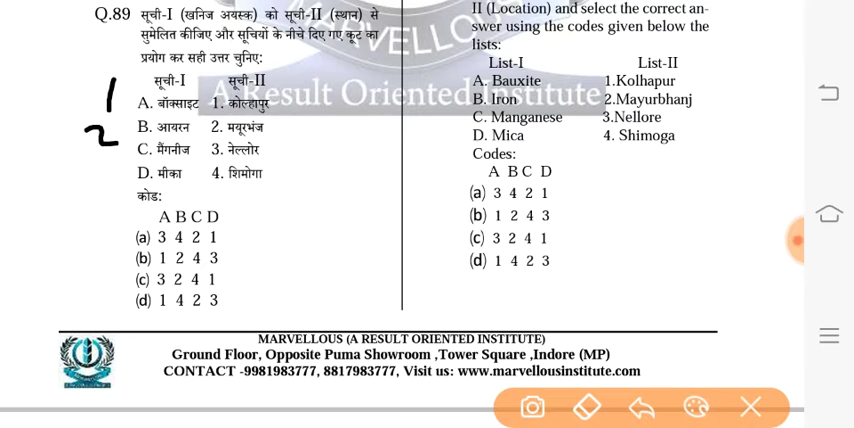 Q.89 सूची-I (खनिज अयस्क) को सूची-II (स्थान) से
सुमेलित कीजिए और सूचियों के नीचे दिए गए कूट का
प्रयोग कर सही उत्तर चुनिए:
सूची-I सूची-II
1
A. बॉक्साइट 1. कोल्हापुर
2
B. आयरन 2. मयूरभंज
C. मैंगनीज 3. नेल्लोर
D. मीका 4. शिमोगा
कोड:
A B C D
(a) 3 4 2 1
(b) 1 2 4 3
(c) 3 2 4 1
(d) 1 4 2 3
II (Location) and select the correct an-
swer using the codes given below the
lists:
List-I List-II
A. Bauxite 1.Kolhapur
B. Iron 2.Mayurbhanj
C. Manganese 3.Nellore
D. Mica 4. Shimoga
Codes:
A B C D
(a) 3 4 2 1
(b) 1 2 4 3
(c) 3 2 4 1
(d) 1 4 2 3
VELLO
A Result Oriented Institute
MARVELLOUS (A RESULT ORIENTED INSTITUTE)
Ground Floor, Opposite Puma Showroom ,Tower Square ,Indore (MP)
CONTACT -9981983777, 8817983777, Visit us: www.marvellousinstitute.com